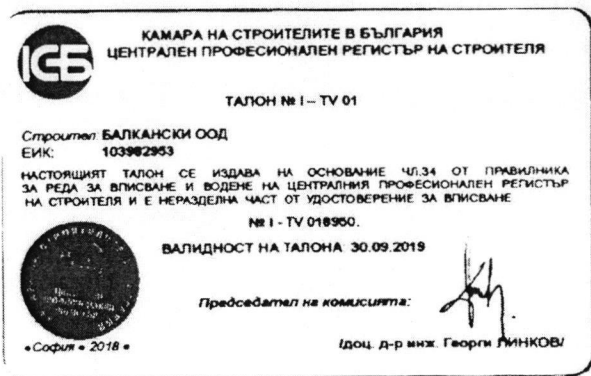 КСБ
КАМАРА НА СТРОИТЕЛИТЕ В БЪЛГАРИЯ
ЦЕНТРАЛЕН ПРОФЕСИОНАЛЕН РЕГИСТЪР НА СТРОИТЕЛЯ
ТАЛОН № I – TV 01
Строител БАЛКАНСКИ ООД
ЕИК: 103982953
НАСТОЯЩИЯТ ТАЛОН СЕ ИЗДАВА НА ОСНОВАНИЕ ЧЛ.34 ОТ ПРАВИЛНИКА
ЗА РЕДА ЗА ВПИСВАНЕ И ВОДЕНЕ НА ЦЕНТРАЛНИЯ ПРОФЕСИОНАЛЕН РЕГИСТЪР
НА СТРОИТЕЛЯ И Е НЕРАЗДЕЛНА ЧАСТ ОТ УДОСТОВЕРЕНИЕ ЗА ВПИСВАНЕ
№ I - TV 018950.
ВАЛИДНОСТ НА ТАЛОНА: 30.09.2019
Председател на комисията:
• София • 2018 •
/доц. д-р инж. Георги ЛИНКОВ/